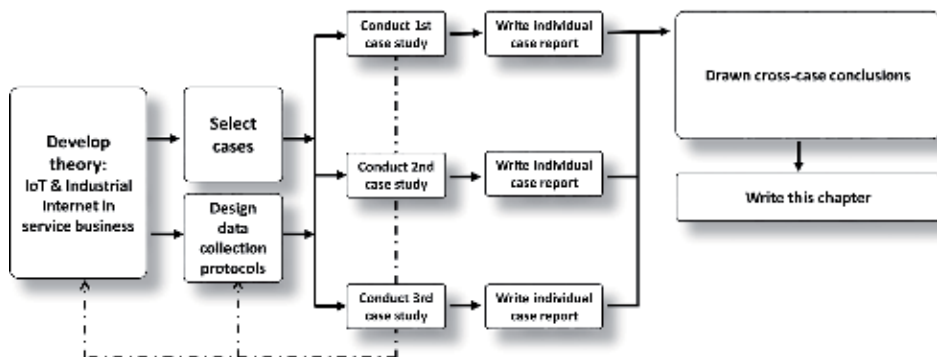 Develop
theory:
IoT & Industrial
Internet in
service business
Select
cases
Design
data
collection
protocols
Conduct 1st
case study
Write individual
case report
Conduct 2nd
case study
Write individual
case report
Conduct 3rd
case study
Write individual
case report
Drawn cross-case conclusions
Write this chapter